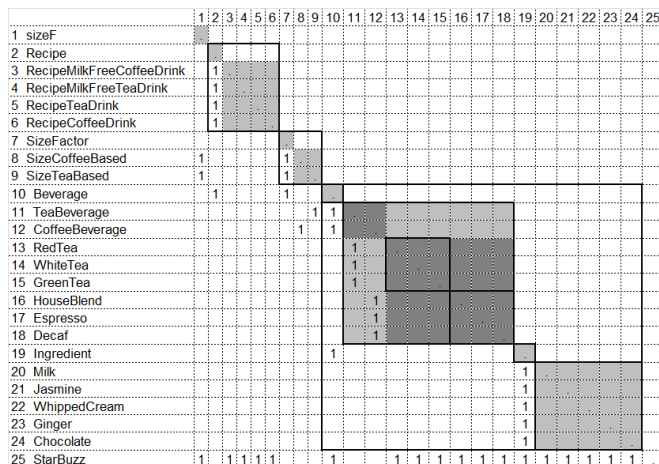 1 2 3 4 5 6 7 8 9 10 11 12 13 14 15 16 17 18 19 20 21 22 23 24 25
1 sizeF .
2 Recipe .
3 RecipeMilkFreeCoffeeDrink 1 .
4 RecipeMilkFreeTeaDrink 1 .
5 RecipeTeaDrink 1 .
6 RecipeCoffeeDrink 1 .
7 SizeFactor .
8 SizeCoffeeBased 1 1 .
9 SizeTeaBased 1 1 .
10 Beverage 1 1 .
11 TeaBeverage 1 1 .
12 CoffeeBeverage 1 1 .
13 RedTea 1 .
14 WhiteTea 1 .
15 GreenTea 1 .
16 HouseBlend 1 .
17 Espresso 1 .
18 Decaf 1 .
19 Ingredient 1 .
20 Milk 1 .
21 Jasmine 1 .
22 WhippedCream 1 .
23 Ginger 1 .
24 Chocolate 1 .
25 StarBuzz 1 1 1 1 1 1 1 1 1 1 1 1 1 1 1 1 1 1 .